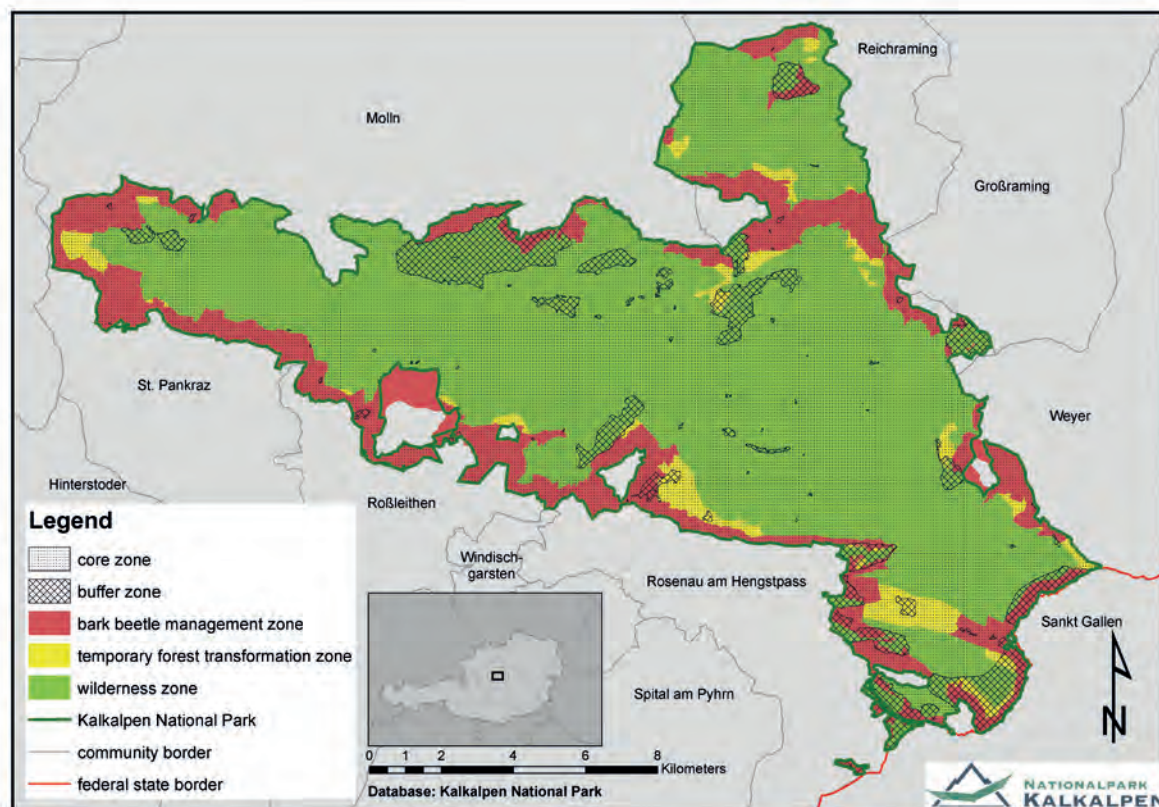 Reichraming
Molln
Großraming
St. Pankraz
Weyer
Hinterstoder
Roßleithen
Windisch-
garsten
Rosenau am Hengstpass
Sankt Gallen
Spital am Pyhrn
Legend
core zone
buffer zone
bark beetle management zone
temporary forest transformation zone
wilderness zone
Kalkalpen National Park
community border
federal state border
0 1 2 4 6 8
Kilometers
Database: Kalkalpen National Park
N
NATIONALPARK
KALKALPEN